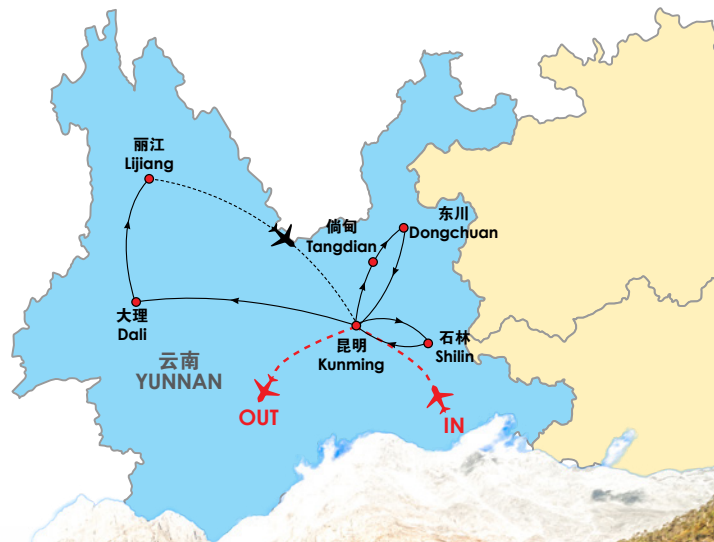 丽江
Lijiang
倘甸
Tangdian
东川
Dongchuan
大理
Dali
昆明
Kunming
石林
Shilin
云南
YUNNAN
OUT
IN